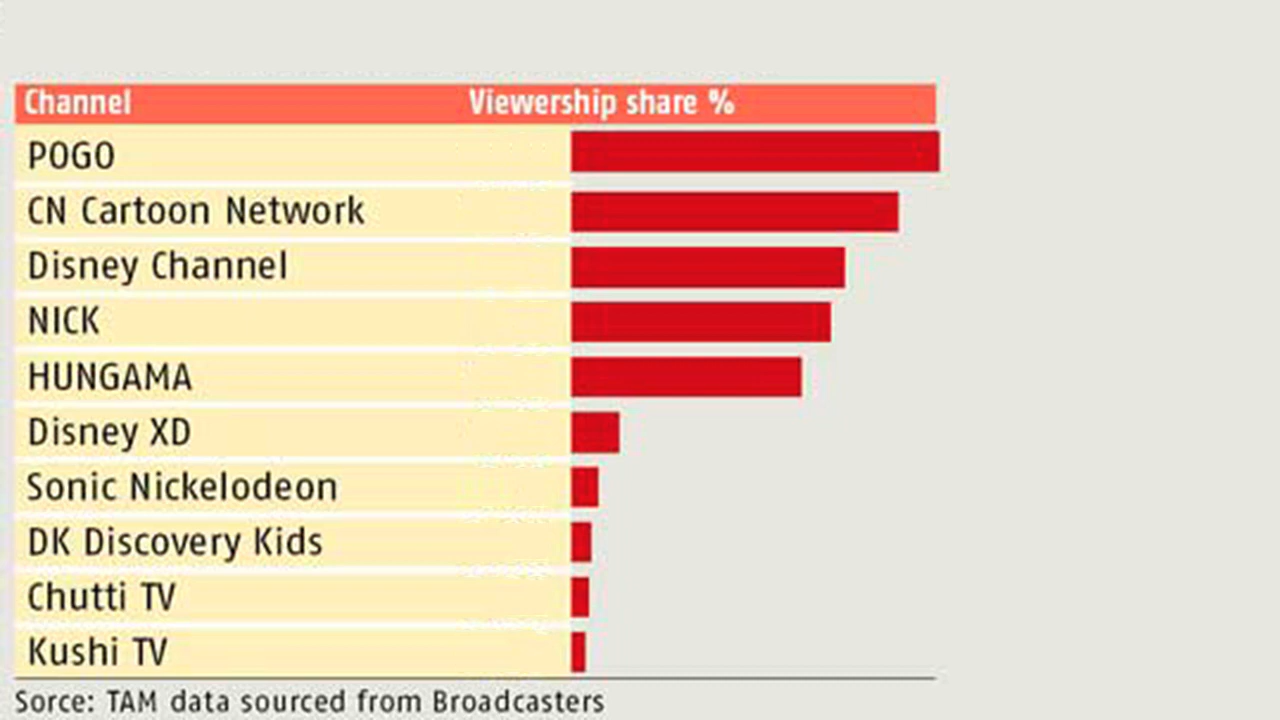 Channel Viewership share %
POGO
CN Cartoon Network
Disney Channel
NICK
HUNGAMA
Disney XD
Sonic Nickelodeon
DK Discovery Kids
Chutti TV
Kushi TV
Sorce: TAM data sourced from Broadcasters